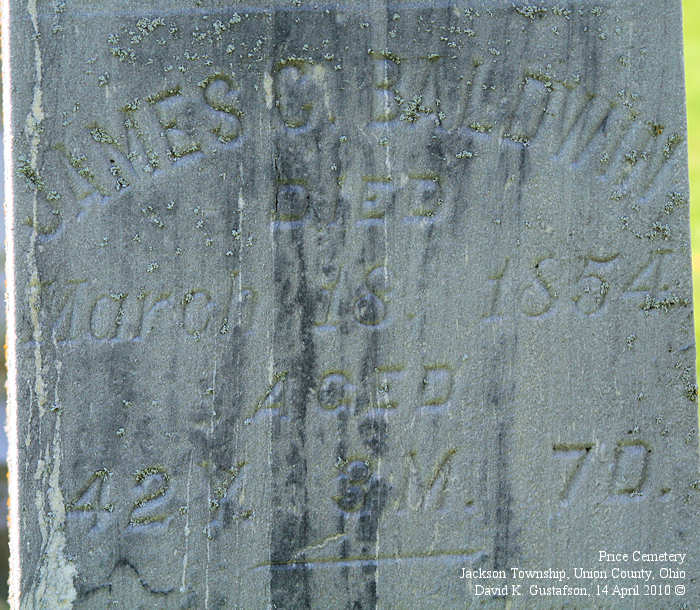 JAMES C. BALDWIN
DIED
March 18. 1854
AGED
42 Y. 3 M. 7 D.
Price Cemetery
Jackson Township, Union County, Ohio
David K. Gustafson, 14 April 2010 ©